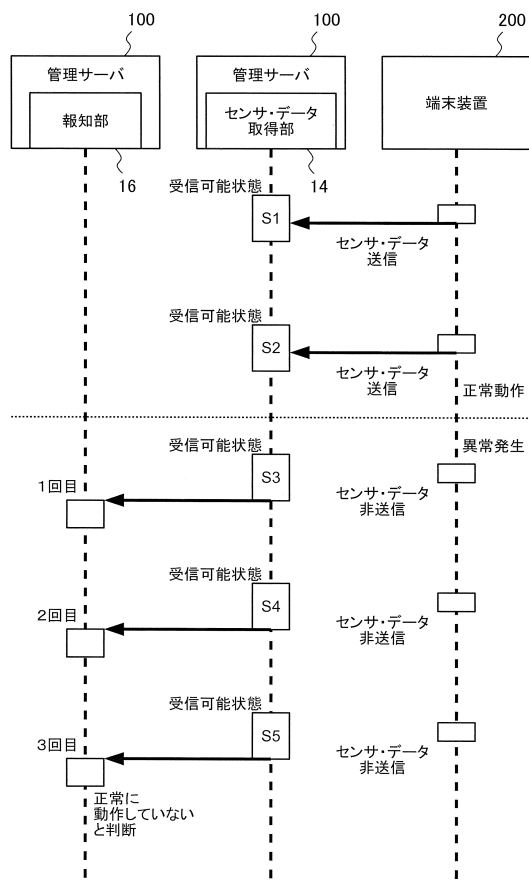 100
100
200
管理サーバ
管理サーバ
端末装置
報知部
センサ・データ
取得部
16
14
受信可能状態
S1
センサ・データ
送信
受信可能状態
S2
センサ・データ
送信
正常動作
異常発生
受信可能状態
S3
1回目
センサ・データ
非送信
受信可能状態
S4
2回目
センサ・データ
非送信
受信可能状態
S5
3回目
センサ・データ
非送信
正常に
動作していない
と判断